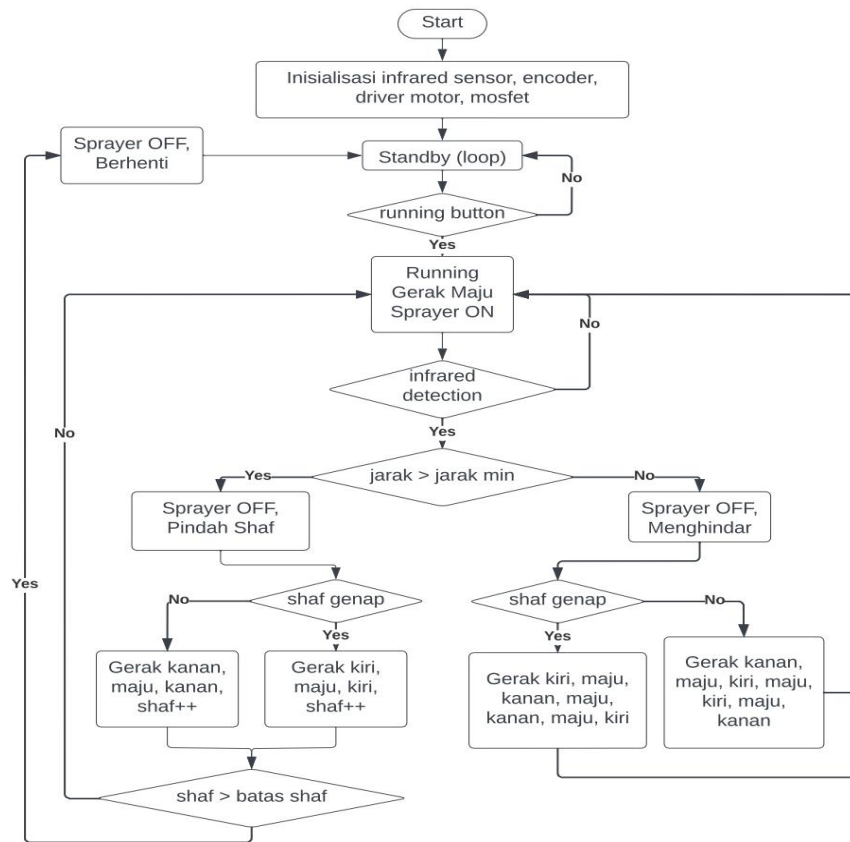 Start
Inisialisasi infrared sensor, encoder,
driver motor, mosfet
Sprayer OFF,
Berhenti
Standby (loop)
No
running button
Yes
Running
Gerak Maju
Sprayer ON
No
infrared
detection
No
Yes
Yes
jarak > jarak min
No
Sprayer OFF,
Pindah Shaf
Sprayer OFF,
Menghindar
Yes
No
shaf genap
Yes
shaf genap
No
Yes
Gerak kanan,
maju, kanan,
shaf++
Gerak kiri,
maju, kiri,
shaf++
Gerak kiri, maju,
kanan, maju,
kanan, maju, kiri
Gerak kanan,
maju, kiri, maju,
kiri, maju,
kanan
shaf > batas shaf